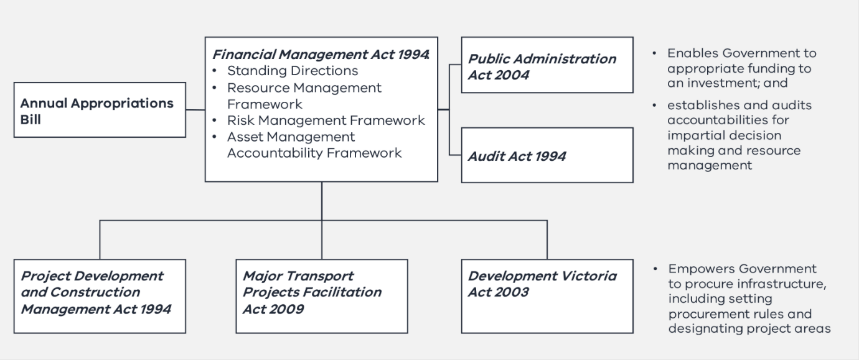 Annual Appropriations
Bill
Financial Management Act 1994
• Standing Directions
• Resource Management
Framework
• Risk Management Framework
• Asset Management
Accountability Framework
Public Administration
Act 2004
Audit Act 1994
• Enables Government to
appropriate funding to
an investment; and
• establishes and audits
accountabilities for
impartial decision
making and resource
management
Project Development
and Construction
Management Act 1994
Major Transport
Projects Facilitation
Act 2009
Development Victoria
Act 2003
• Empowers Government
to procure infrastructure,
including setting
procurement rules and
designating project areas